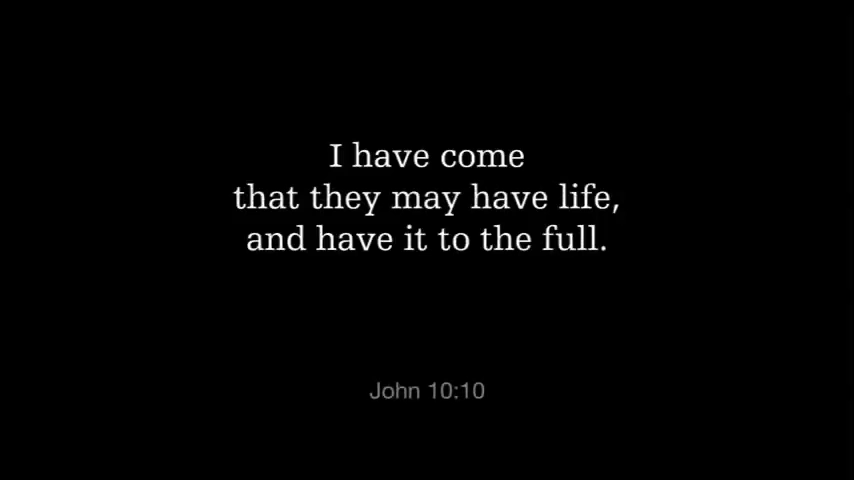 I have come
that they may have life,
and have it to the full.
John 10:10